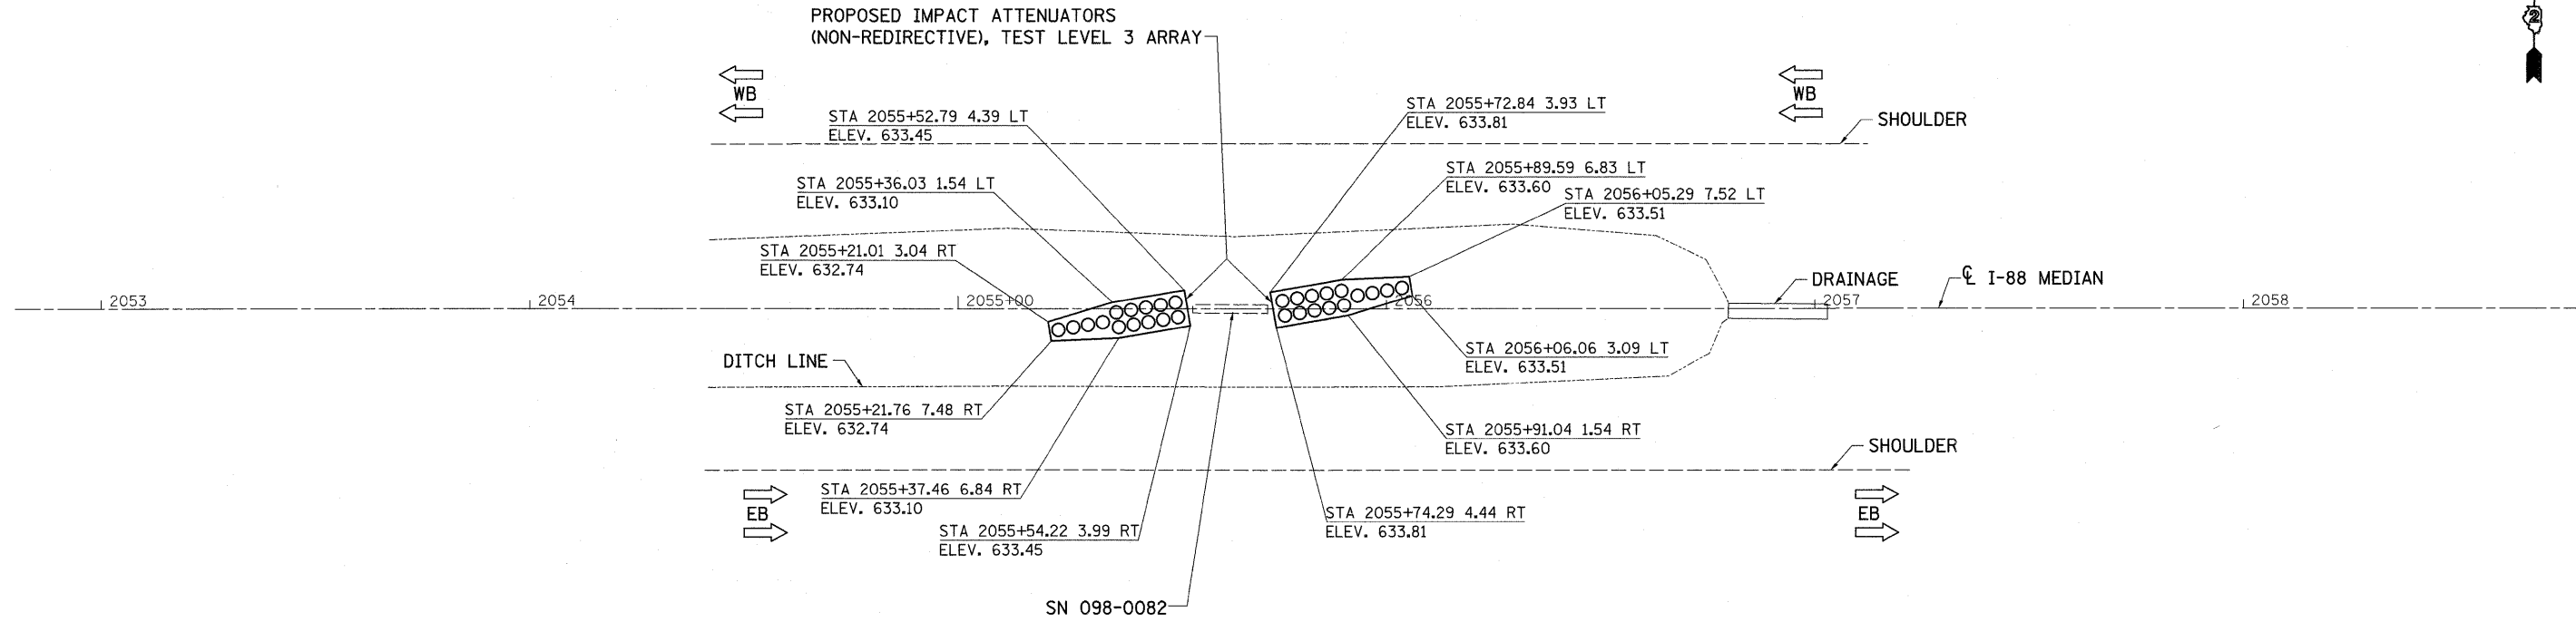 PROPOSED IMPACT ATTENUATORS
(NON-REDIRECTIVE), TEST LEVEL 3 ARRAY
2
WB
WB
STA 2055+52.79 4.39 LT
ELEV. 633.45
STA 2055+72.84 3.93 LT
ELEV. 633.81
SHOULDER
STA 2055+36.03 1.54 LT
ELEV. 633.10
STA 2055+89.59 6.83 LT
ELEV. 633.60
STA 2056+05.29 7.52 LT
ELEV. 633.51
STA 2055+21.01 3.04 RT
ELEV. 632.74
DRAINAGE
℄ I-88 MEDIAN
2053
2054
2055+00
2056
2057
2058
DITCH LINE
STA 2056+06.06 3.09 LT
ELEV. 633.51
STA 2055+21.76 7.48 RT
ELEV. 632.74
STA 2055+91.04 1.54 RT
ELEV. 633.60
SHOULDER
STA 2055+37.46 6.84 RT
ELEV. 633.10
EB
STA 2055+54.22 3.99 RT
ELEV. 633.45
STA 2055+74.29 4.44 RT
ELEV. 633.81
EB
SN 098-0082